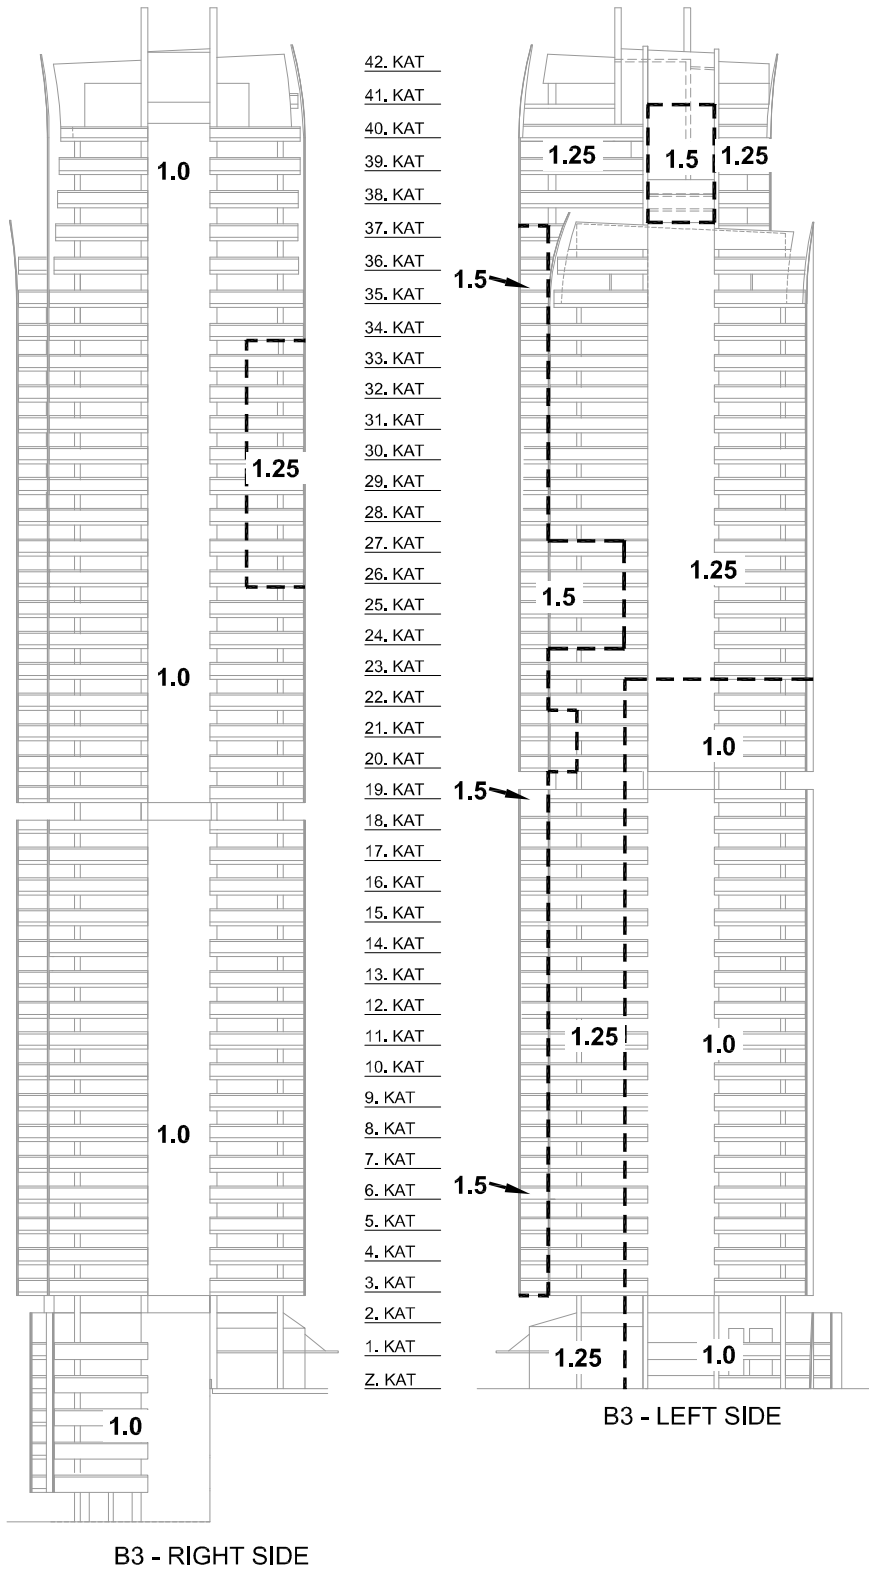 42. KAT
41. KAT
40. KAT
39. KAT
38. KAT
37. KAT
36. KAT
35. KAT
34. KAT
33. KAT
32. KAT
31. KAT
30. KAT
29. KAT
28. KAT
27. KAT
26. KAT
25. KAT
24. KAT
23. KAT
22. KAT
21. KAT
20. KAT
19. KAT
18. KAT
17. KAT
16. KAT
15. KAT
14. KAT
13. KAT
12. KAT
11. KAT
10. KAT
9. KAT
8. KAT
7. KAT
6. KAT
5. KAT
4. KAT
3. KAT
2. KAT
1. KAT
Z. KAT
1.0
1.25
1.0
1.0
1.0
B3 - RIGHT SIDE
1.25
1.5
1.25
1.5
1.25
1.5
1.0
1.5
1.25
1.0
1.5
1.25
1.0
B3 - LEFT SIDE